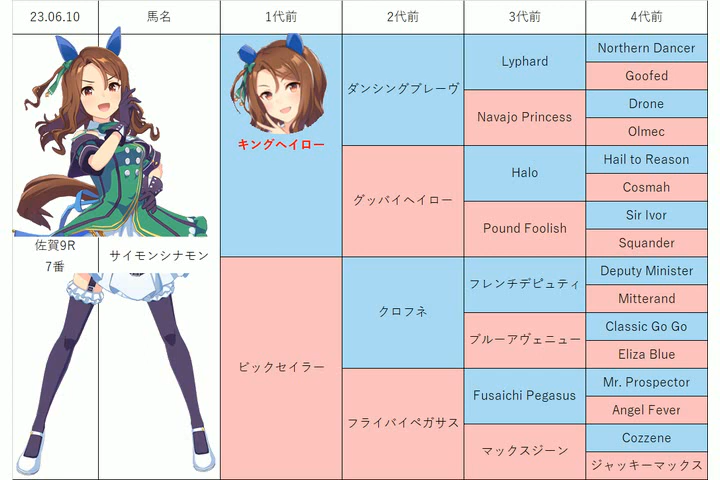 23.06.10
馬名
1代前
2代前
3代前
4代前
佐賀9R
7番
サイモンシナモン
キングヘイロー
ピックセイラー
ダンシングブレーヴ
グッバイヘイロー
クロフネ
フライバイペガサス
Lyphard
Navajo Princess
Halo
Pound Foolish
フレンチデピュティ
ブルーアヴェニュー
Fusaichi Pegasus
マックスジーン
Northern Dancer
Goofed
Drone
Olmec
Hail to Reason
Cosmah
Sir Ivor
Squander
Deputy Minister
Mitterand
Classic Go Go
Eliza Blue
Mr. Prospector
Angel Fever
Cozzene
ジャッキーマックス